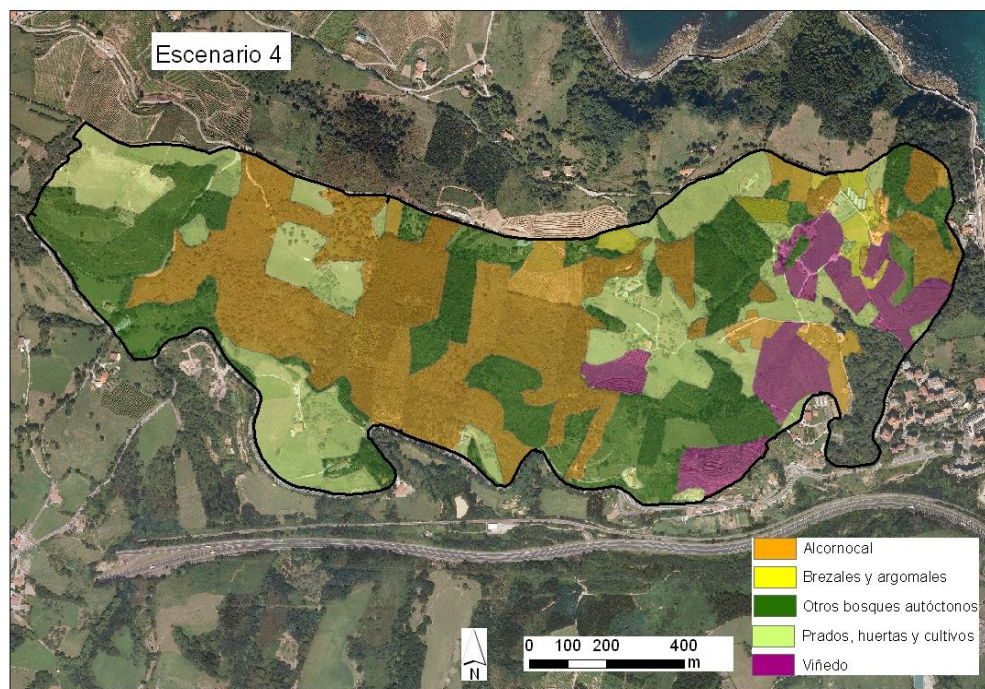 Escenario 4
Alcornocal
Brezales y argomales
Otros bosques autóctonos
Prados, huertas y cultivos
Viñedo
0 100 200 400
m
N